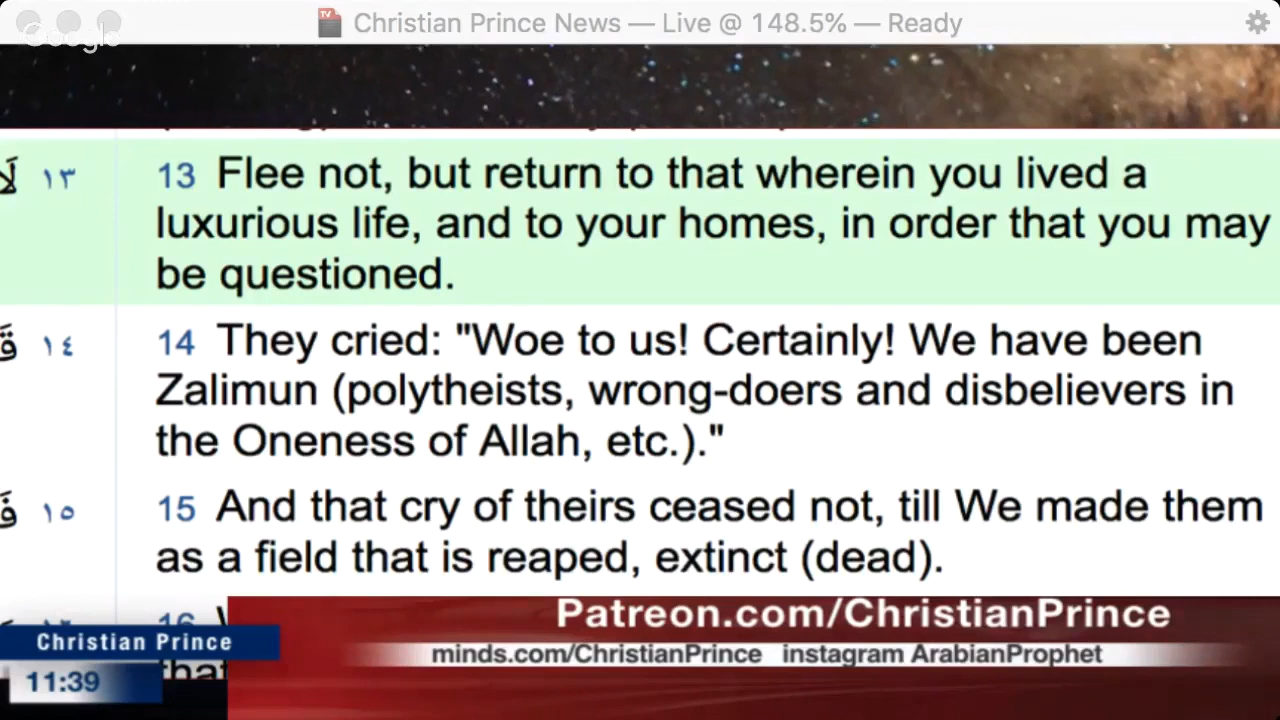 Christian Prince News — Live @ 148.5% — Ready
Google
١٣ 13 Flee not, but return to that wherein you lived a
luxurious life, and to your homes, in order that you may
be questioned.
١٤ 14 They cried: "Woe to us! Certainly! We have been
Zalimun (polytheists, wrong-doers and disbelievers in
the Oneness of Allah, etc.)."
١٥ 15 And that cry of theirs ceased not, till We made them
as a field that is reaped, extinct (dead).
16
that
Christian Prince
11:39
Patreon.com/ChristianPrince
minds.com/ChristianPrince instagram ArabianProphet